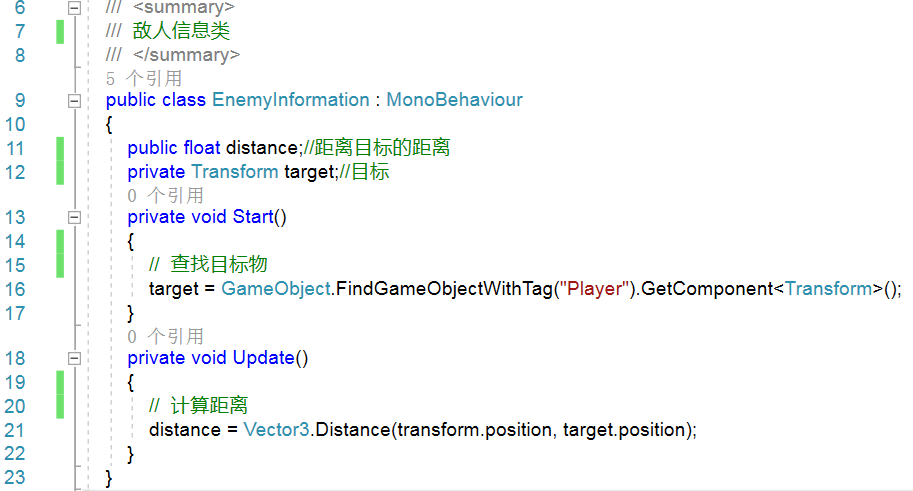 6 /// <summary>
7 /// 敌人信息类
8 /// </summary>
5 个引用
9 public class EnemyInformation : MonoBehaviour
10 {
11 public float distance;//距离目标的距离
12 private Transform target;//目标
0 个引用
13 private void Start()
14 {
15 // 查找目标物
16 target = GameObject.FindGameObjectWithTag("Player").GetComponent<Transform>();
17 }
0 个引用
18 private void Update()
19 {
20 // 计算距离
21 distance = Vector3.Distance(transform.position, target.position);
22 }
23 }